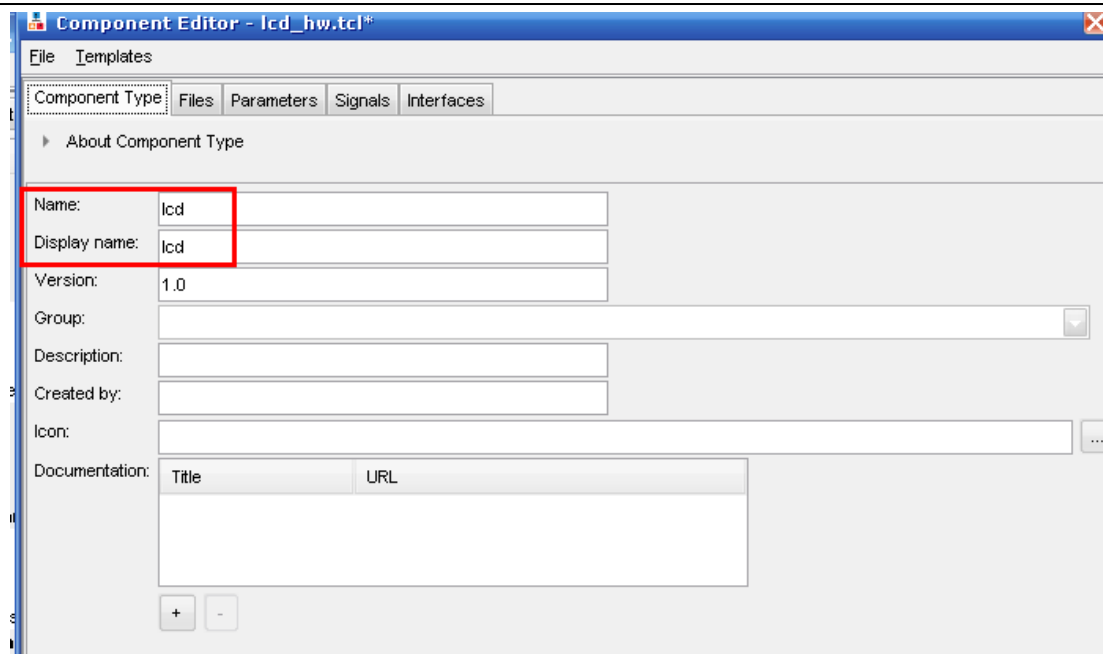 Component Editor - lcd_hw.tcl*
File Templates
Component Type Files Parameters Signals Interfaces
About Component Type
Name: lcd
Display name: lcd
Version: 1.0
Group:
Description:
Created by:
Icon: ...
Documentation: Title URL
+ -